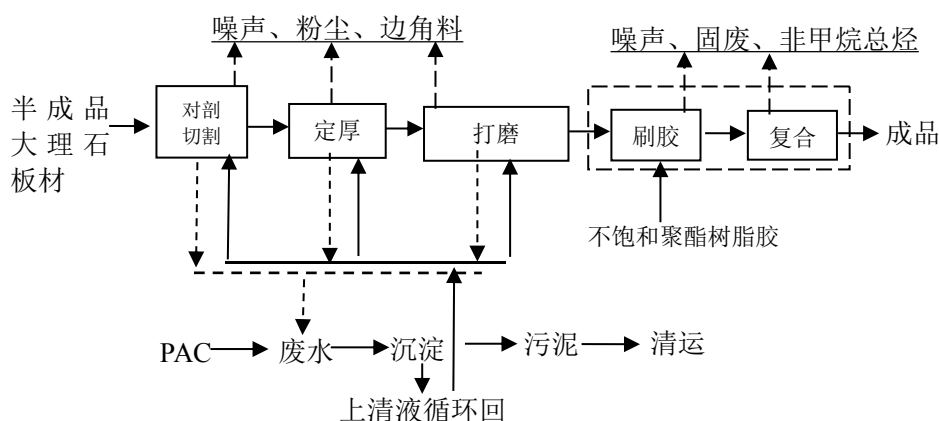 噪声、粉尘、边角料
噪声、固废、非甲烷总烃
半成品
大理石
板材
对剖
切割
定厚
打磨
刷胶
复合
成品
不饱和聚酯树脂胶
PAC
废水
沉淀
污泥
清运
上清液循环回